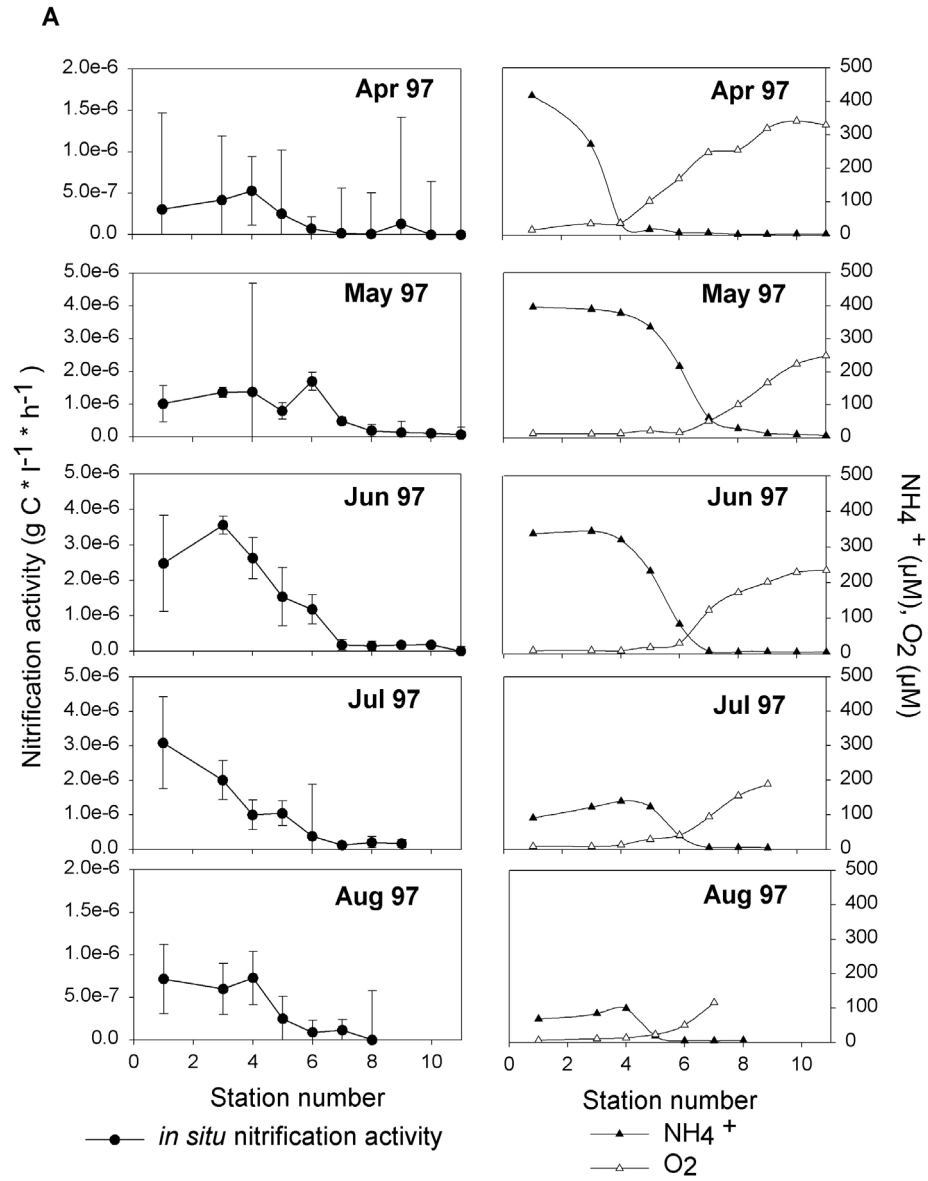 A
Nitrification activity (g C * l-1 * h-1 )
NH4 + (µM), O2 (µM)
2.0e-6
1.5e-6
1.0e-6
5.0e-7
0.0
Apr 97
500
400
300
200
100
0
Apr 97
5.0e-6
4.0e-6
3.0e-6
2.0e-6
1.0e-6
0.0
May 97
500
400
300
200
100
0
May 97
5.0e-6
4.0e-6
3.0e-6
2.0e-6
1.0e-6
0.0
Jun 97
500
400
300
200
100
0
Jun 97
5.0e-6
4.0e-6
3.0e-6
2.0e-6
1.0e-6
0.0
Jul 97
500
400
300
200
100
0
Jul 97
2.0e-6
1.5e-6
1.0e-6
5.0e-7
0.0
Aug 97
500
400
300
200
100
0
Aug 97
0 2 4 6 8 10
0 2 4 6 8 10
Station number
Station number
in situ nitrification activity
NH4 +
O2